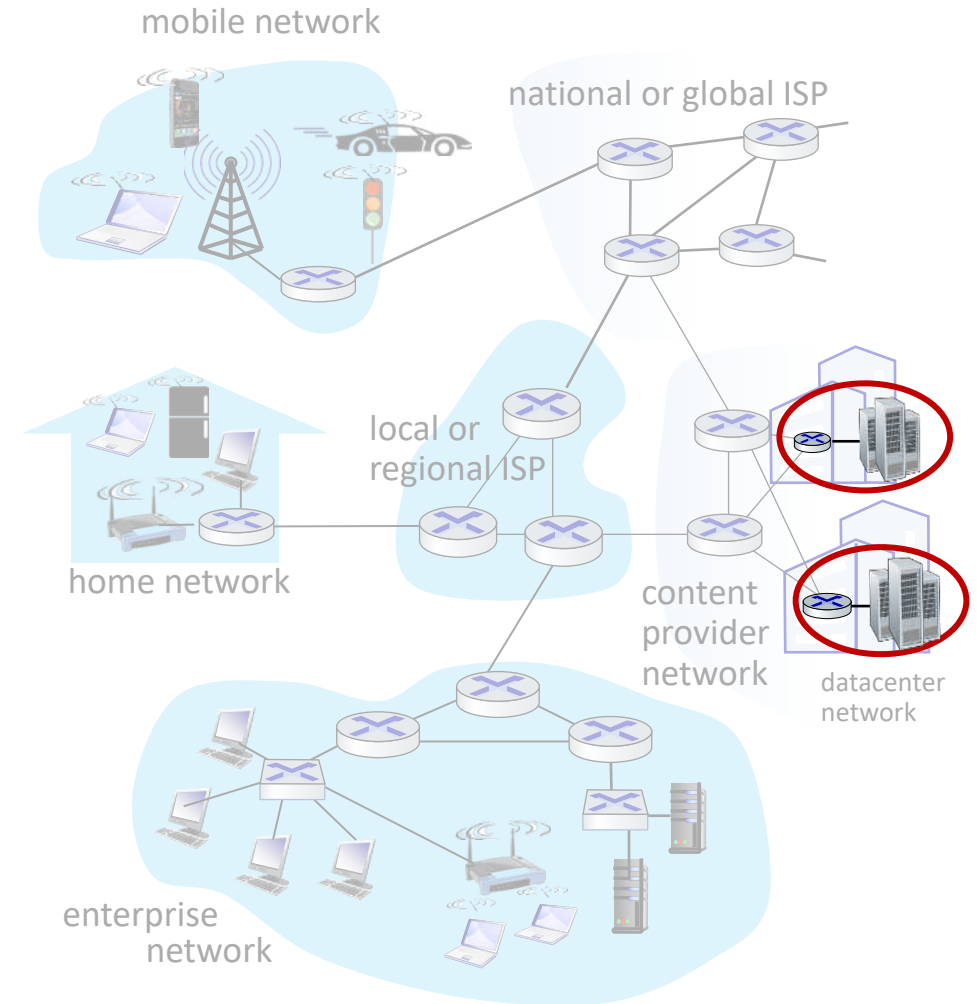 mobile network
national or global ISP
local or
regional ISP
home network
content
provider
network
datacenter
network
enterprise
network